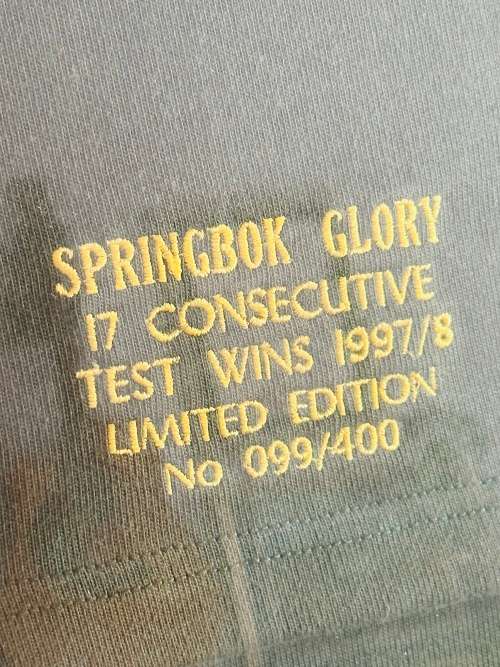 SPRINGBOK GLORY
17 CONSECUTIVE
TEST WINS 1997/8
LIMITED EDITION
No 099/400